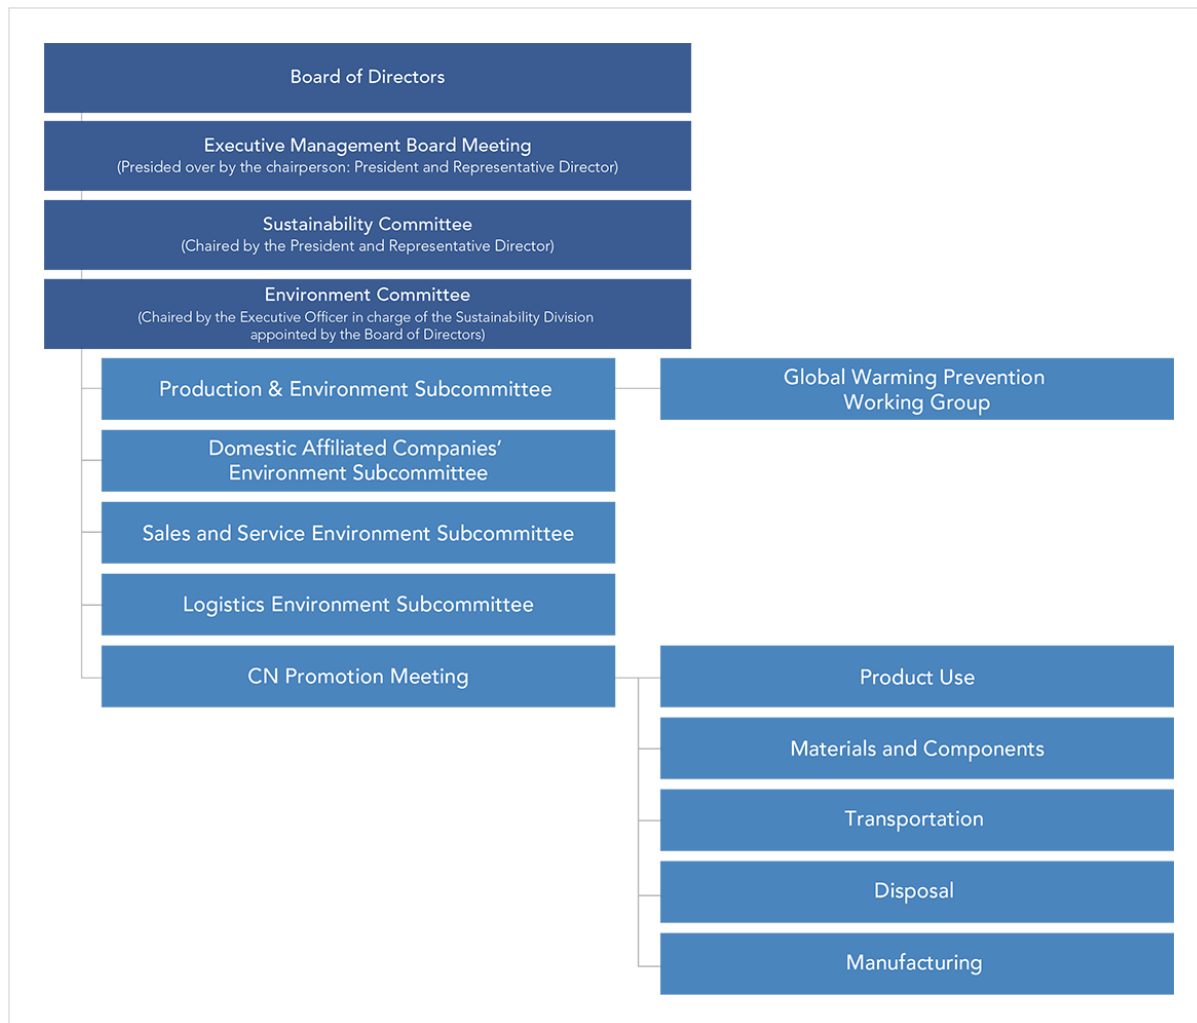 Board of Directors
Executive Management Board Meeting
(Presided over by the chairperson: President and Representative Director)
Sustainability Committee
(Chaired by the President and Representative Director)
Environment Committee
(Chaired by the Executive Officer in charge of the Sustainability Division
appointed by the Board of Directors)
Production & Environment Subcommittee
Global Warming Prevention
Working Group
Domestic Affiliated Companies’
Environment Subcommittee
Sales and Service Environment Subcommittee
Logistics Environment Subcommittee
CN Promotion Meeting
Product Use
Materials and Components
Transportation
Disposal
Manufacturing